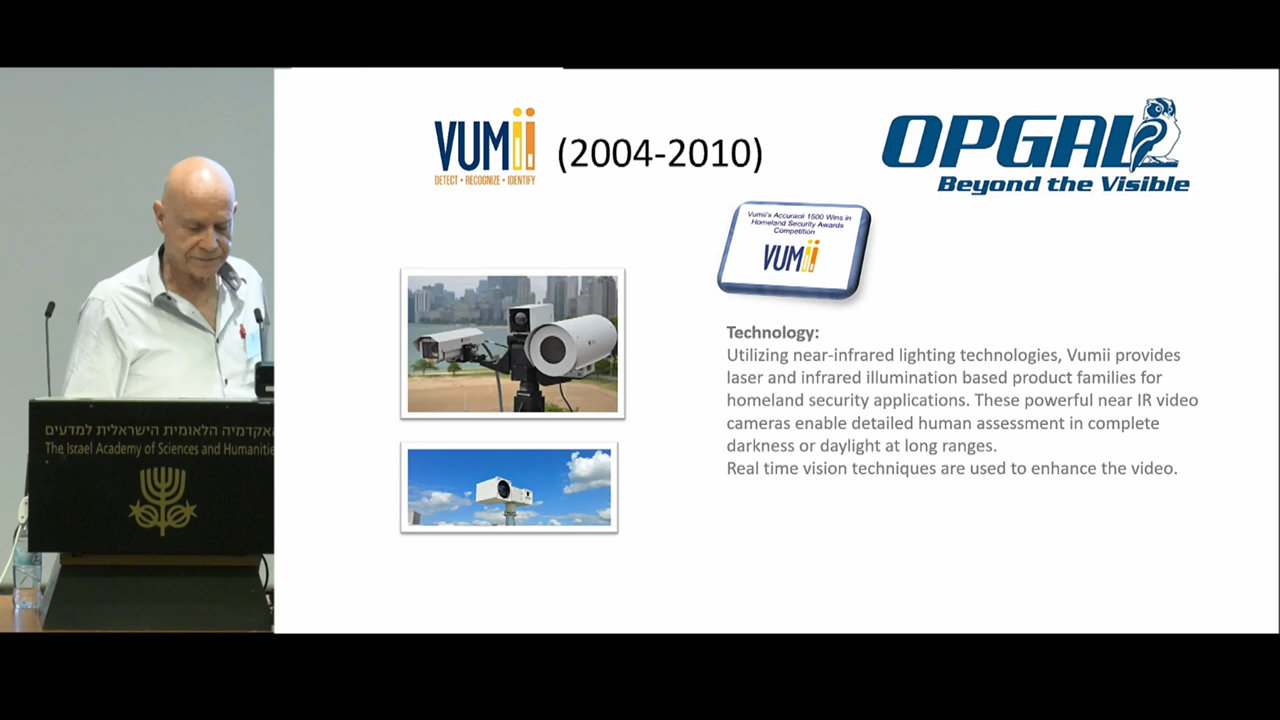 VUMii
DETECT • RECOGNIZE • IDENTIFY
(2004-2010)
OPGAL
Beyond the Visible
Vumii's Accuracii 1500 Wins in
Homeland Security Awards
Competition
VUMii
Technology:
Utilizing near-infrared lighting technologies, Vumii provides
laser and infrared illumination based product families for
homeland security applications. These powerful near IR video
cameras enable detailed human assessment in complete
darkness or daylight at long ranges.
Real time vision techniques are used to enhance the video.
האקדמיה הלאומית הישראלית למדעים
The Israel Academy of Sciences and Humanitie